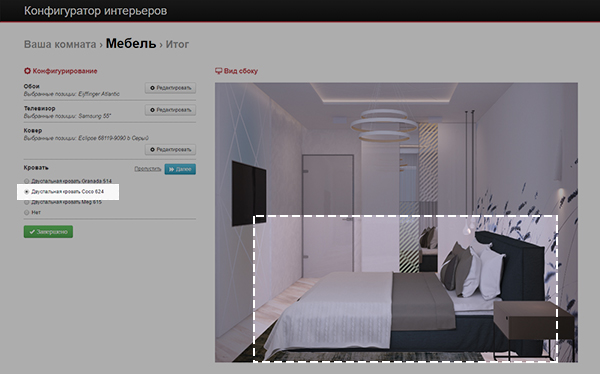 Конфигуратор интерьеров
Ваша комната › Мебель › Итог
Конфигурирование
Вид сбоку
Обои
Выбранные позиции: Eijffinger Atlantic
Редактировать
Телевизор
Выбранные позиции: Samsung 55"
Редактировать
Ковер
Выбранные позиции: Eclipse 68119-9090 b Серый
Редактировать
Кровать
Пропустить
Далее
Двуспальная кровать Granada 514
Двуспальная кровать Coco 624
Двуспальная кровать Meg 615
Нет
Завершено